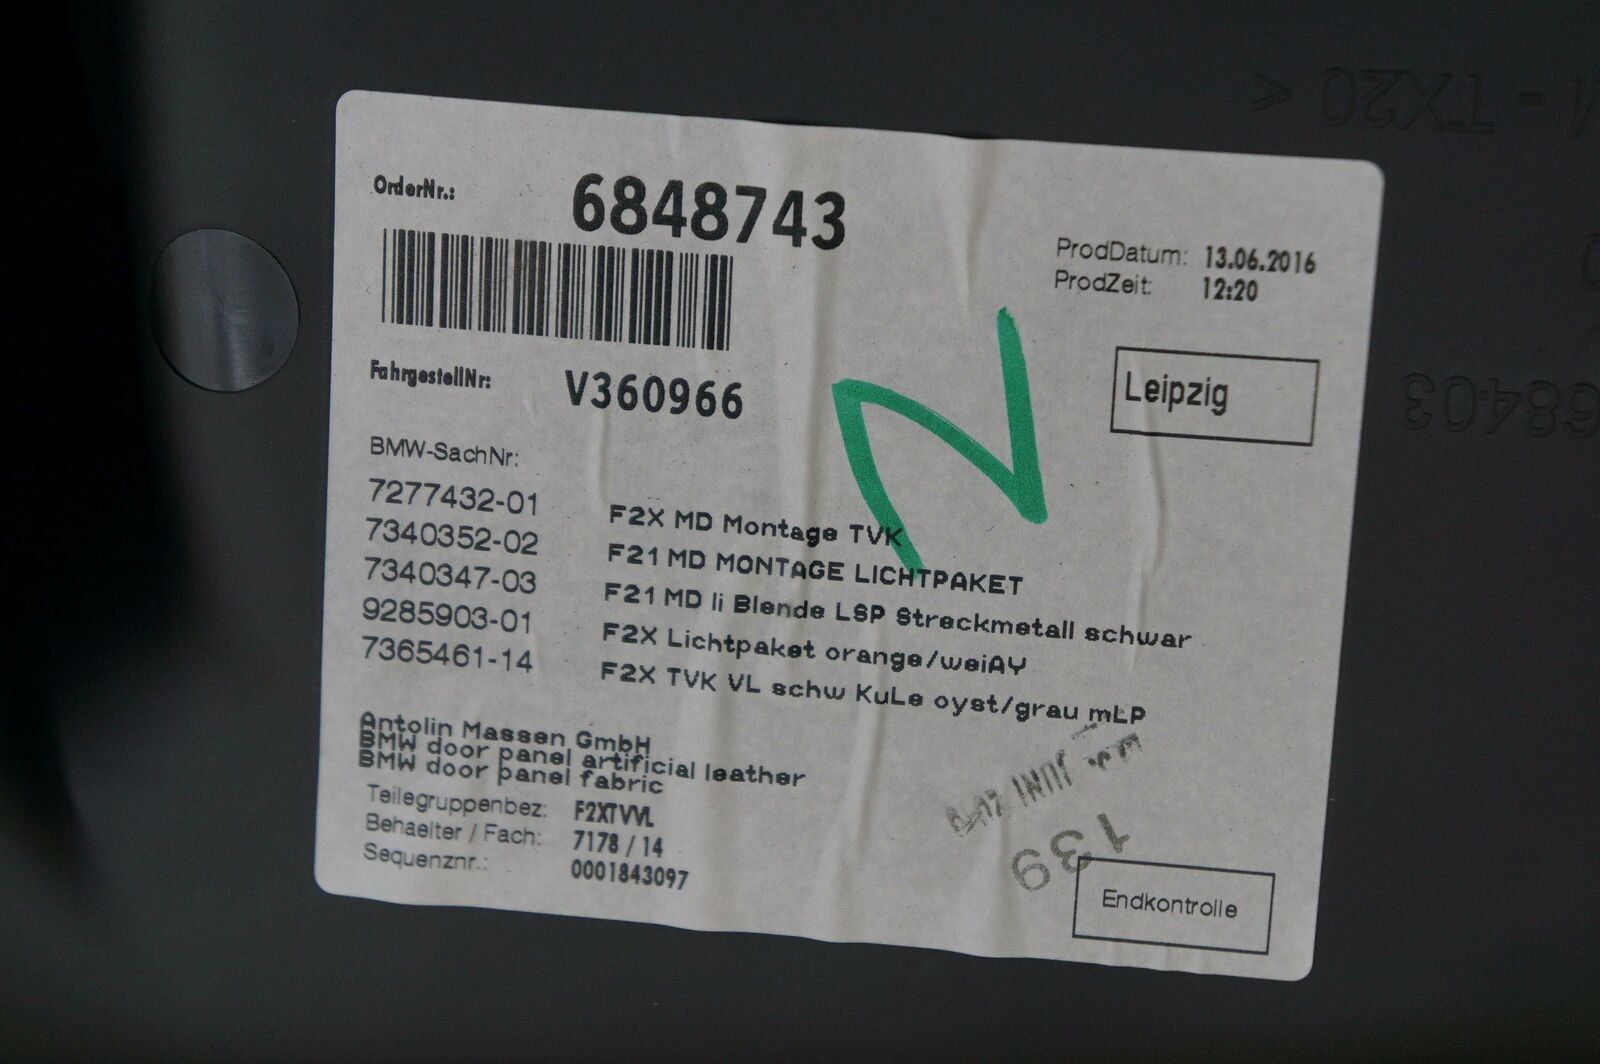 OrderNr.: 6848743
ProdDatum: 13.06.2016
ProdZeit: 12:20
FahrgestellNr: V360966
Leipzig
N
BMW-SachNr:
7277432-01 F2X MD Montage TVK
7340352-02 F21 MD MONTAGE LICHTPAKET
7340347-03 F21 MD li Blende LSP Streckmetall schwar
9285903-01 F2X Lichtpaket orange/weiAY
7365461-14 F2X TVK VL schw KuLe oyst/grau mLP
Antolin Massen GmbH
BMW door panel artificial leather
BMW door panel fabric
Teilegruppenbez: F2XTVVL
Behaelter / Fach: 7178 / 14
Sequenznr.: 0001843097
139
Endkontrolle
TX20 <
68403